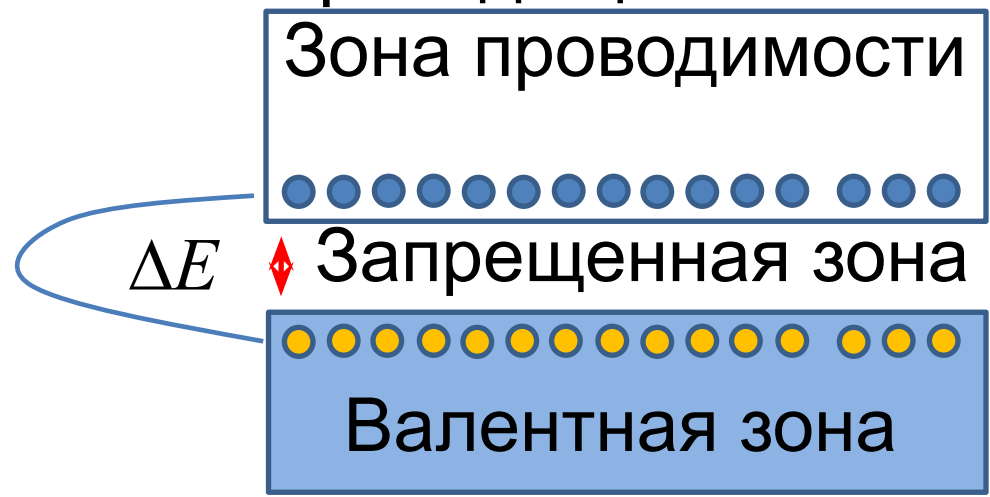 Зона проводимости
ΔE
Запрещенная зона
Валентная зона